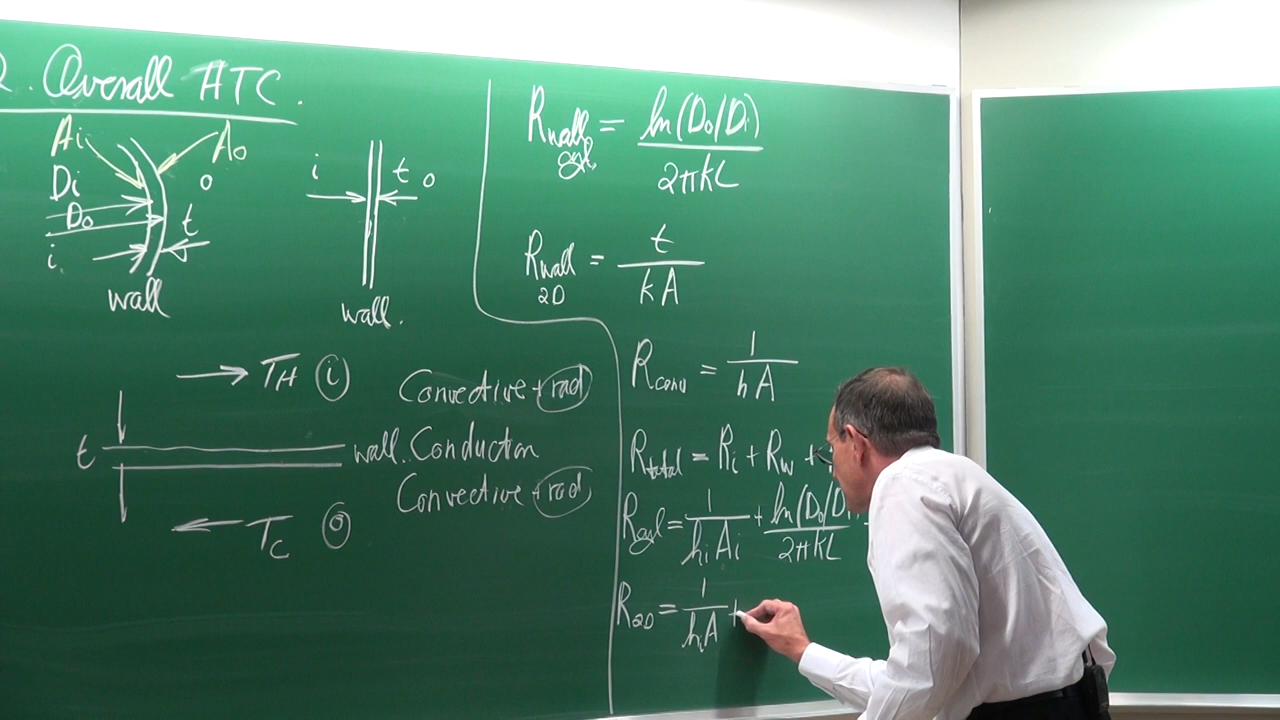 2. Overall HTC.
Ai Ao
Di o
Do t
i
wall
i t o
wall.
→ TH (i) Convective + rad
t wall. Conduction
Convective + rad
← TC (o)
Rwall cyl. = ln(Do/Di) / 2πkL
Rwall 2D = t / kA
Rconv = 1 / hA
Rtotal = Ri + Rw +
Rcyl = 1 / hiAi + ln(Do/D / 2πkL
R2D = 1 / hA +